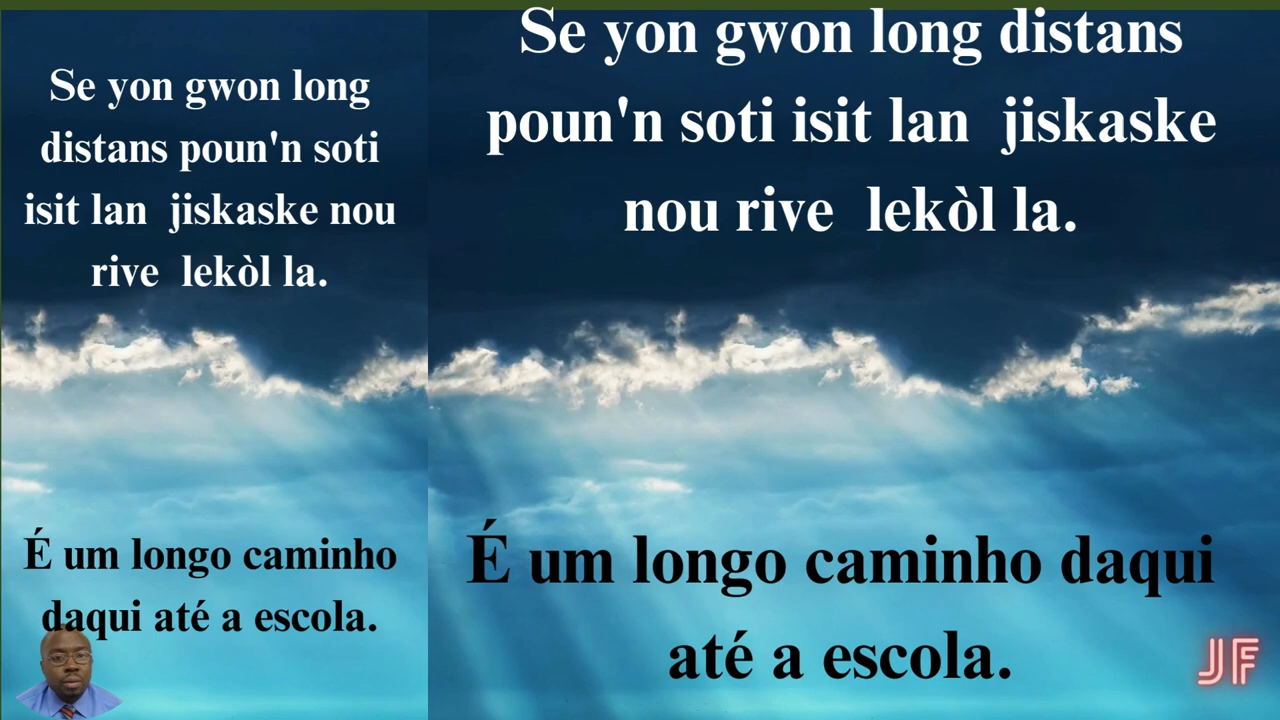 Se yon gwon long
distans poun'n soti
isit lan  jiskaske nou
rive  lekòl la.
É um longo caminho
daqui até a escola.
Se yon gwon long distans
poun'n soti isit lan  jiskaske
nou rive  lekòl la.
É um longo caminho daqui
até a escola.
JF